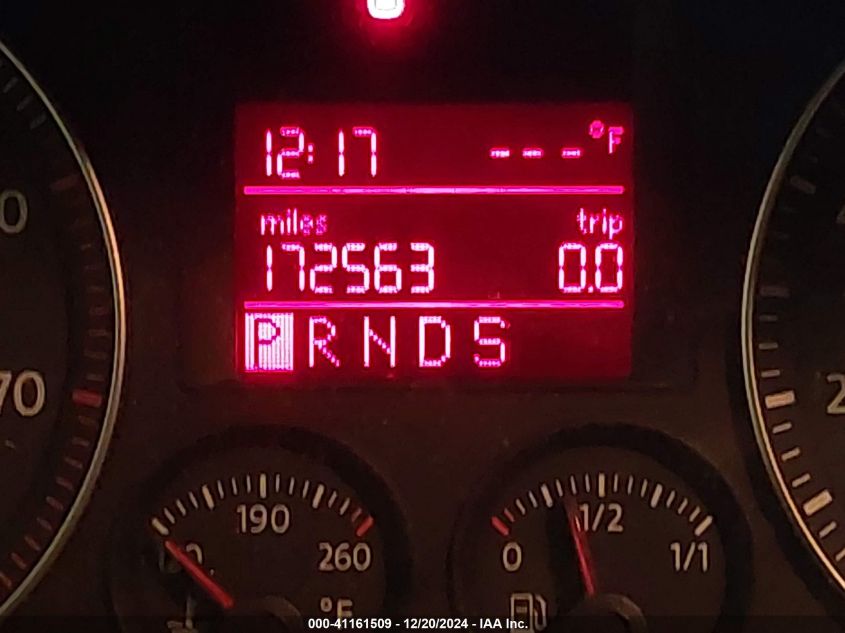 12:17 ---°F
miles trip
172563 0.0
P R N D S
70
190
260
°F
0
1/2
1/1
000-41161509 - 12/20/2024 - IAA Inc.